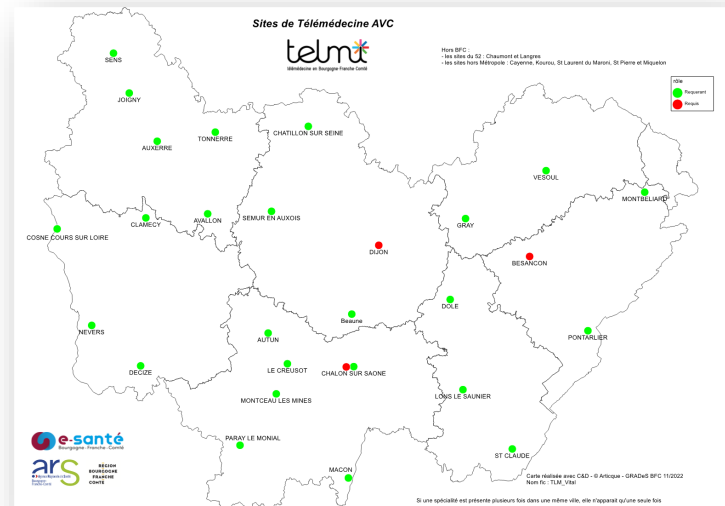 Sites de Télémédecine AVC
telmi
télémédecine en Bourgogne-Franche-Comté
Hors BFC :
- les sites du 52 : Chaumont et Langres
- les sites hors Métropole : Cayenne, Kourou, St Laurent du Maroni, St Pierre et Miquelon
rôle
Requerant
Requis
SENS
JOIGNY
AUXERRE
TONNERRE
CHATILLON SUR SEINE
VESOUL
MONTBELIARD
CLAMECY
AVALLON
SEMUR EN AUXOIS
GRAY
COSNE COURS SUR LOIRE
DIJON
BESANCON
DOLE
Beaune
NEVERS
AUTUN
PONTARLIER
DECIZE
LE CREUSOT
CHALON SUR SAONE
MONTCEAU LES MINES
LONS LE SAUNIER
PARAY LE MONIAL
ST CLAUDE
MACON
e-santé
Bourgogne - Franche - Comté
ars
RÉGION
BOURGOGNE
FRANCHE
COMTÉ
Carte réalisée avec C&D - © Articque - GRADeS BFC 11/2022
Nom fic : TLM_Vital
Si une spécialité est présente plusieurs fois dans une même ville, elle n'apparait qu'une seule fois